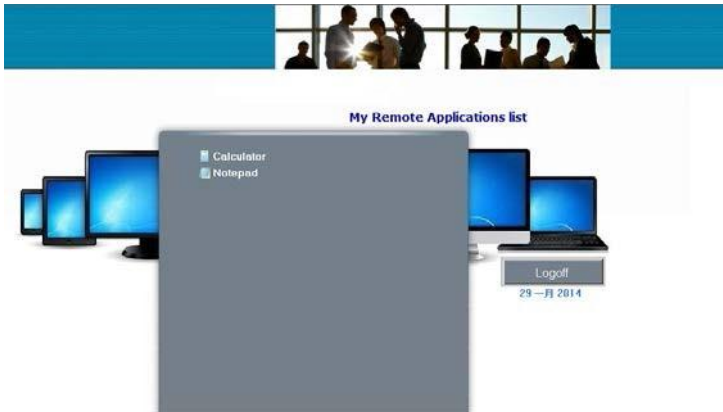 My Remote Applications list
Calculator
Notepad
Logoff
29 一月 2014